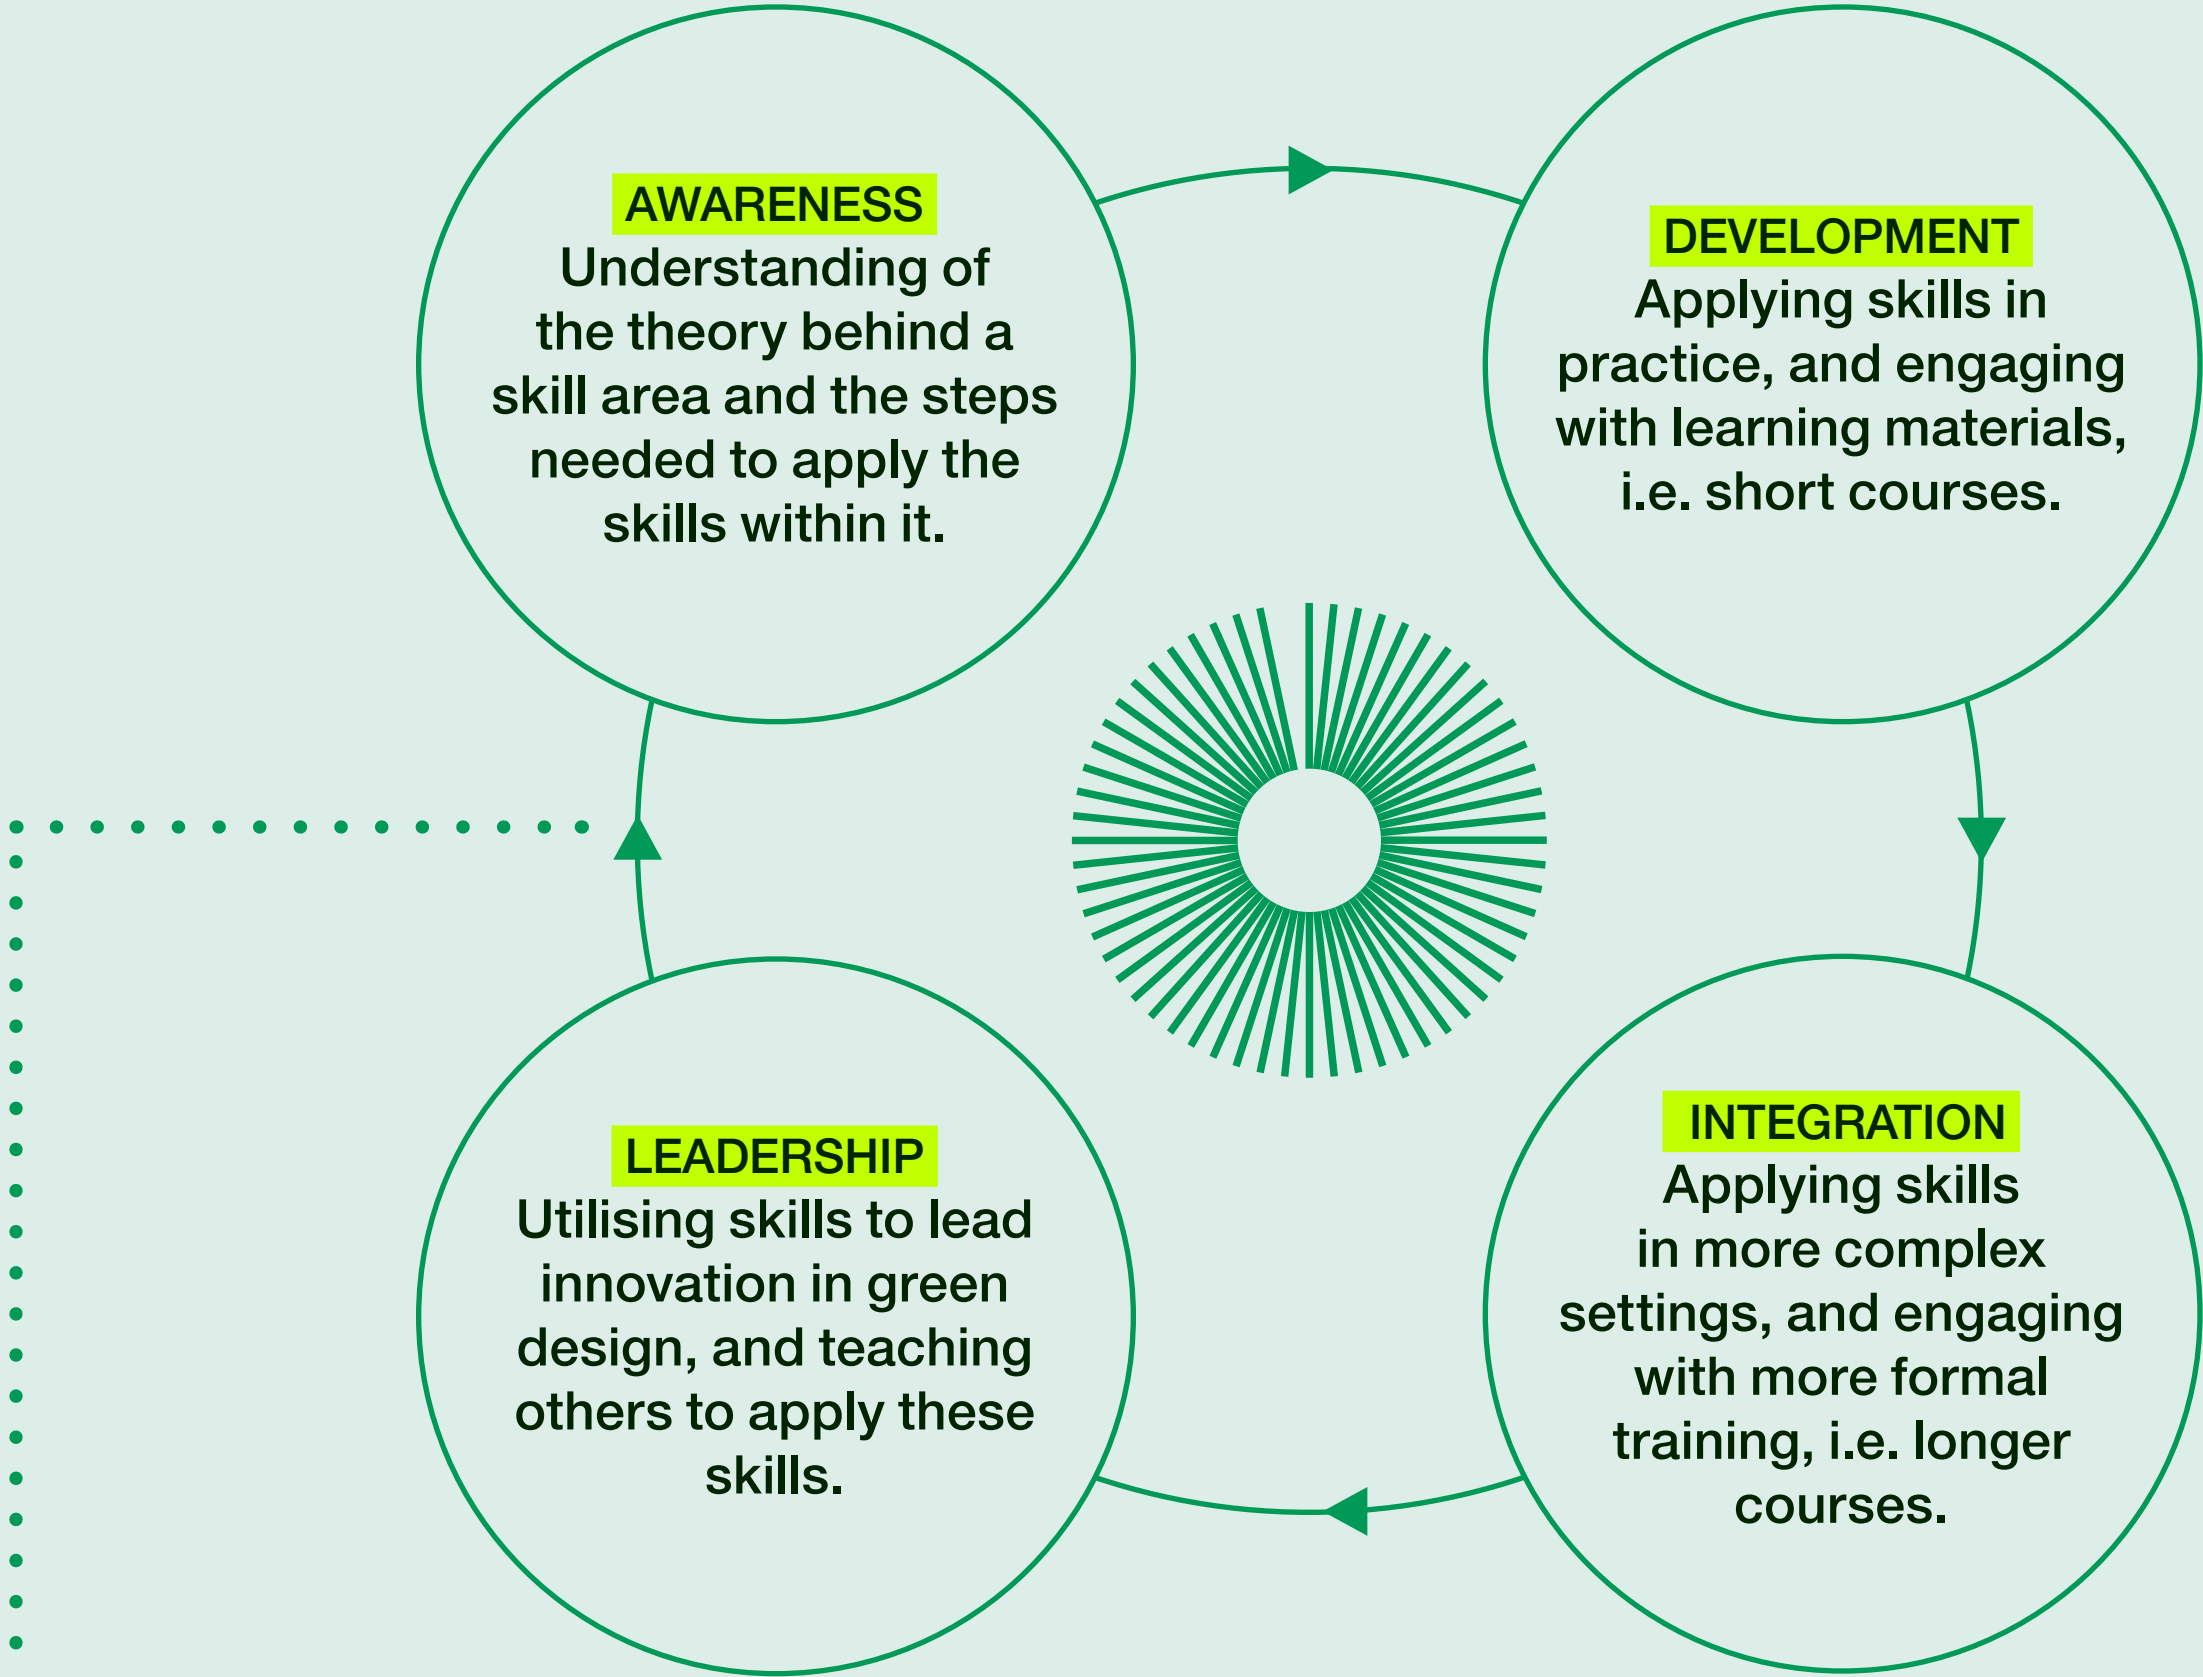 AWARENESS
Understanding of
the theory behind a
skill area and the steps
needed to apply the
skills within it.
DEVELOPMENT
Applying skills in
practice, and engaging
with learning materials,
i.e. short courses.
INTEGRATION
Applying skills
in more complex
settings, and engaging
with more formal
training, i.e. longer
courses.
LEADERSHIP
Utilising skills to lead
innovation in green
design, and teaching
others to apply these
skills.